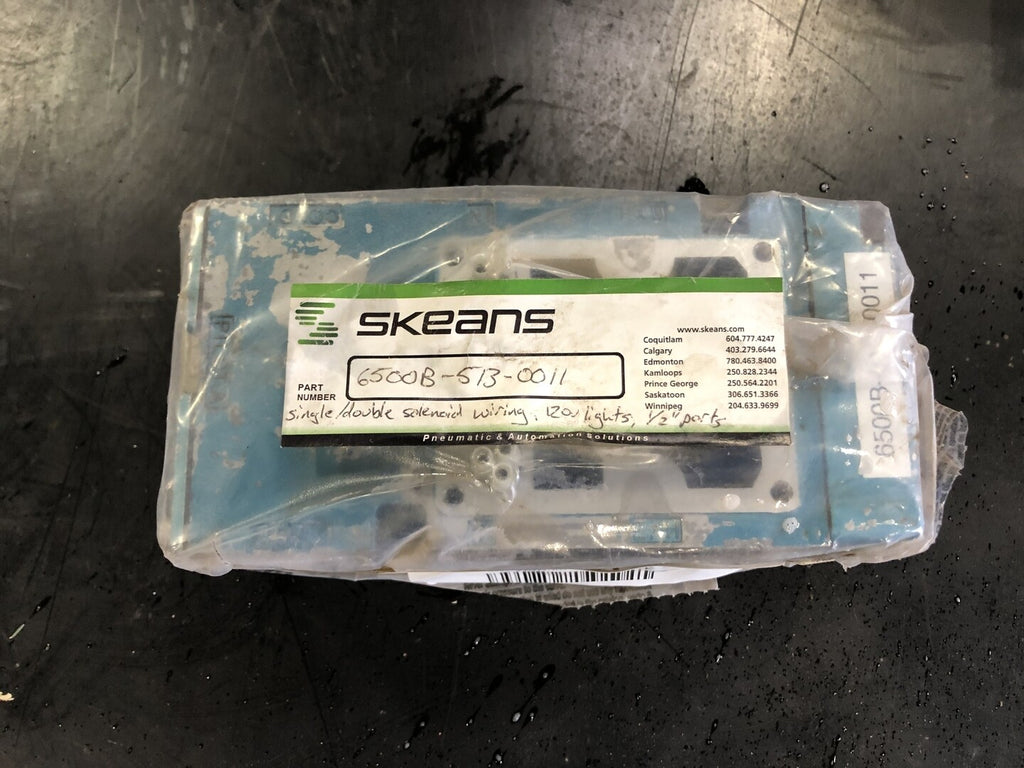 SKEANS
www.skeans.com
Coquitlam 604.777.4247
Calgary 403.279.6644
Edmonton 780.463.8400
Kamloops 250.828.2344
Prince George 250.564.2201
Saskatoon 306.651.3366
Winnipeg 204.633.9699
PART
NUMBER
6500B-513-0011
single/double solenoid wiring. 120v lights, 1/2" ports
Pneumatic & Automation Solutions
6500B- 0011